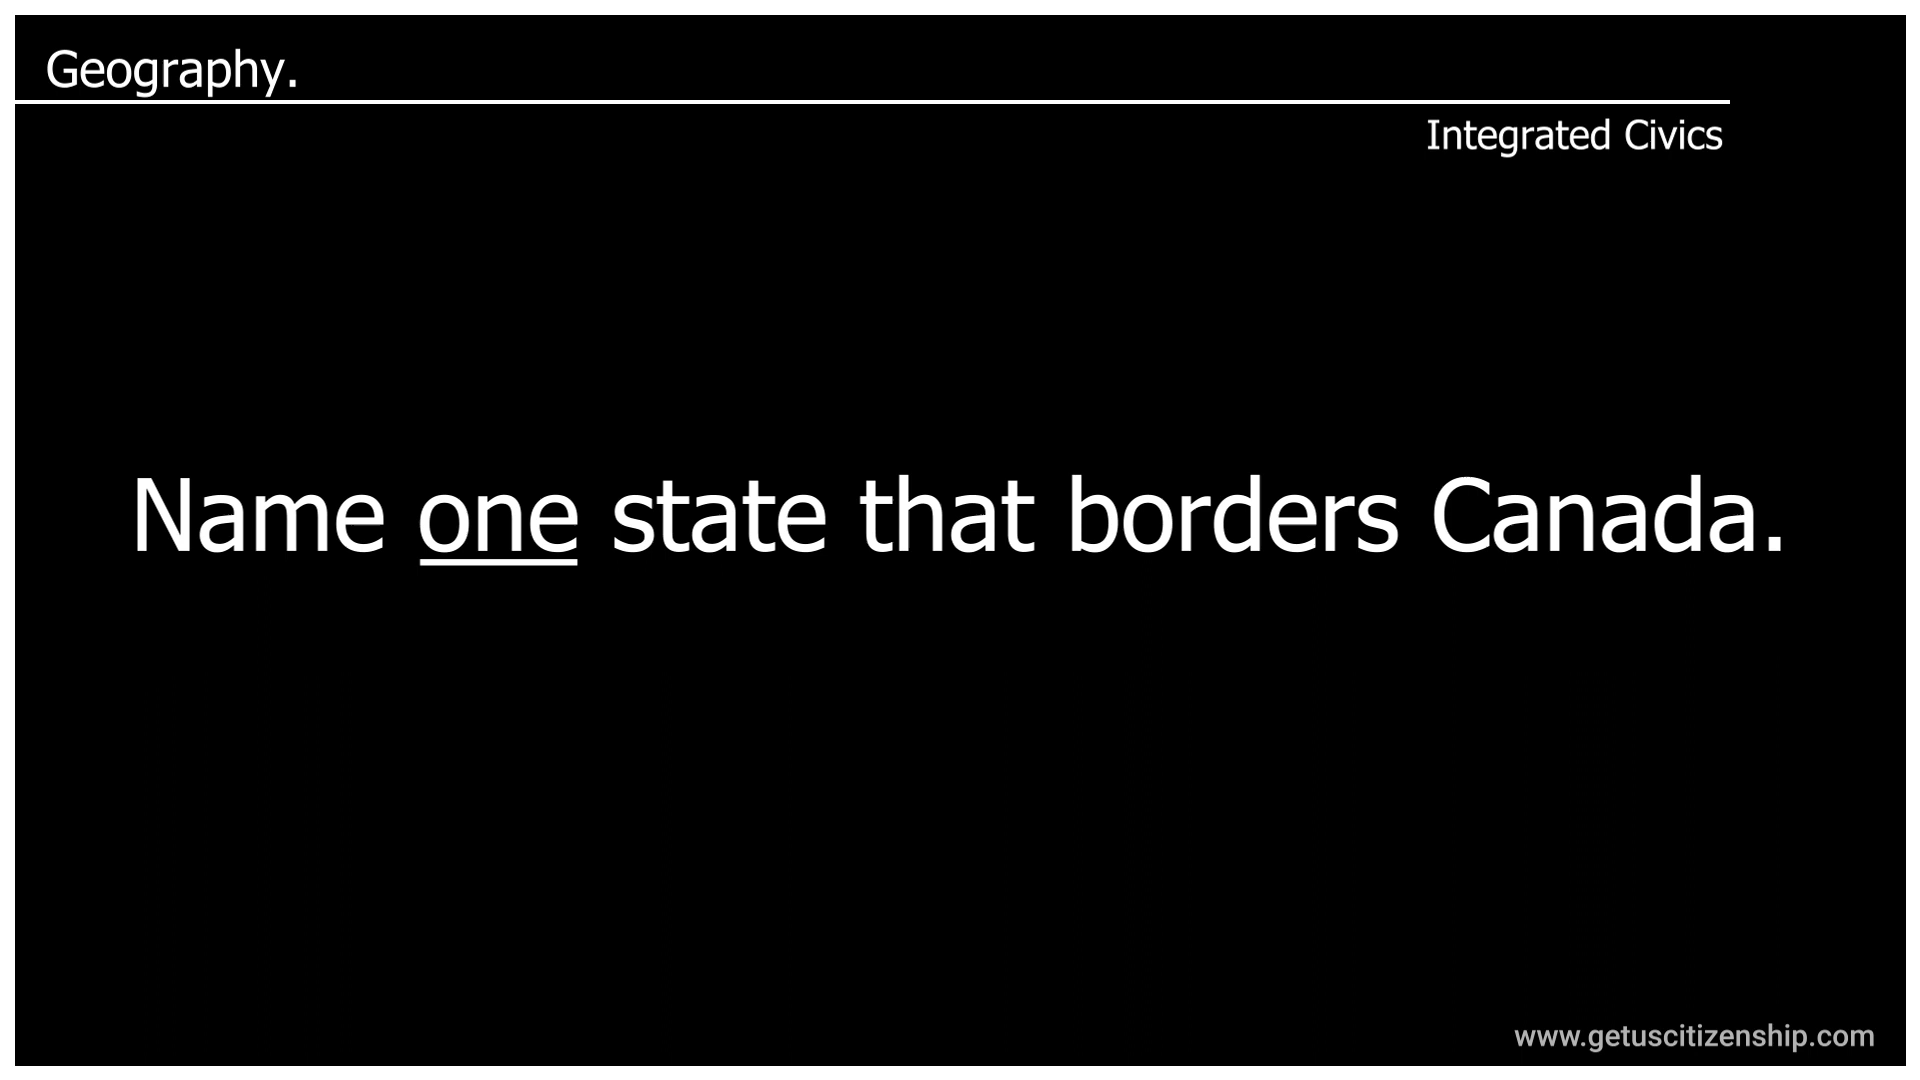 Geography.
Integrated Civics
Name one state that borders Canada.
www.getuscitizenship.com